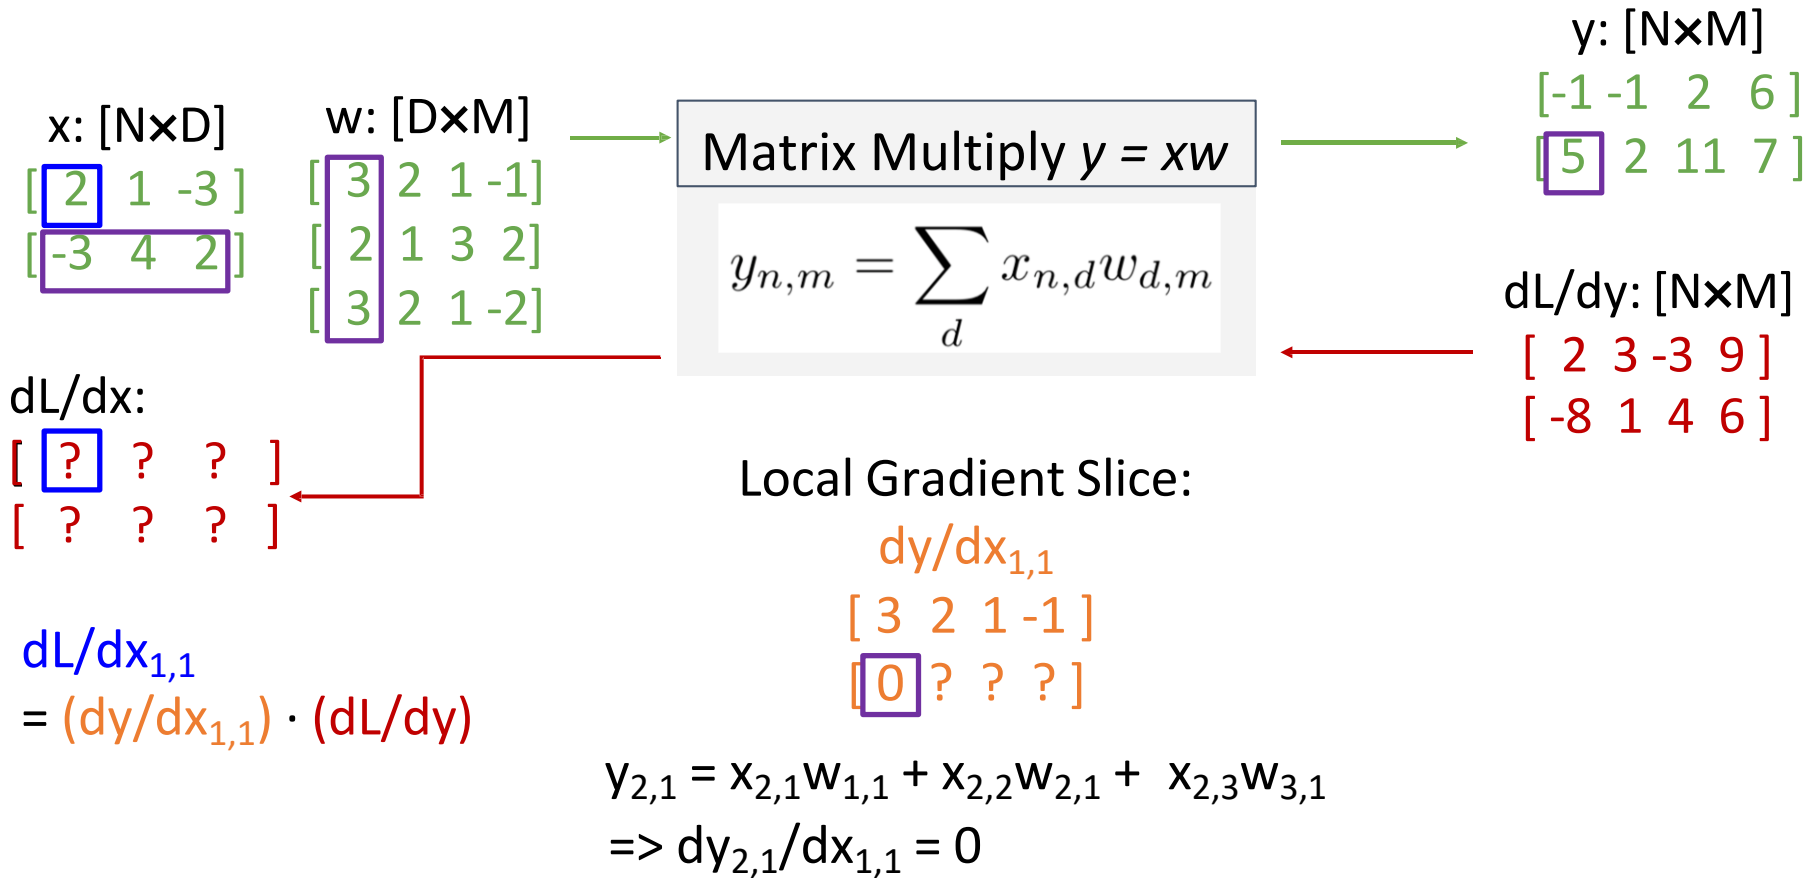 x: [N×D]
[ 2 1 -3 ]
[ -3 4 2 ]
w: [D×M]
[ 3 2 1 -1]
[ 2 1 3 2]
[ 3 2 1 -2]
Matrix Multiply y = xw
y_{n,m} = \sum_{d} x_{n,d} w_{d,m}
y: [N×M]
[-1 -1 2 6 ]
[ 5 2 11 7 ]
dL/dy: [N×M]
[ 2 3 -3 9 ]
[ -8 1 4 6 ]
dL/dx:
[ ? ? ? ]
[ ? ? ? ]
Local Gradient Slice:
dy/dx_{1,1}
[ 3 2 1 -1 ]
[ 0 ? ? ? ]
dL/dx_{1,1}
= (dy/dx_{1,1}) · (dL/dy)
y_{2,1} = x_{2,1}w_{1,1} + x_{2,2}w_{2,1} + x_{2,3}w_{3,1}
=> dy_{2,1}/dx_{1,1} = 0